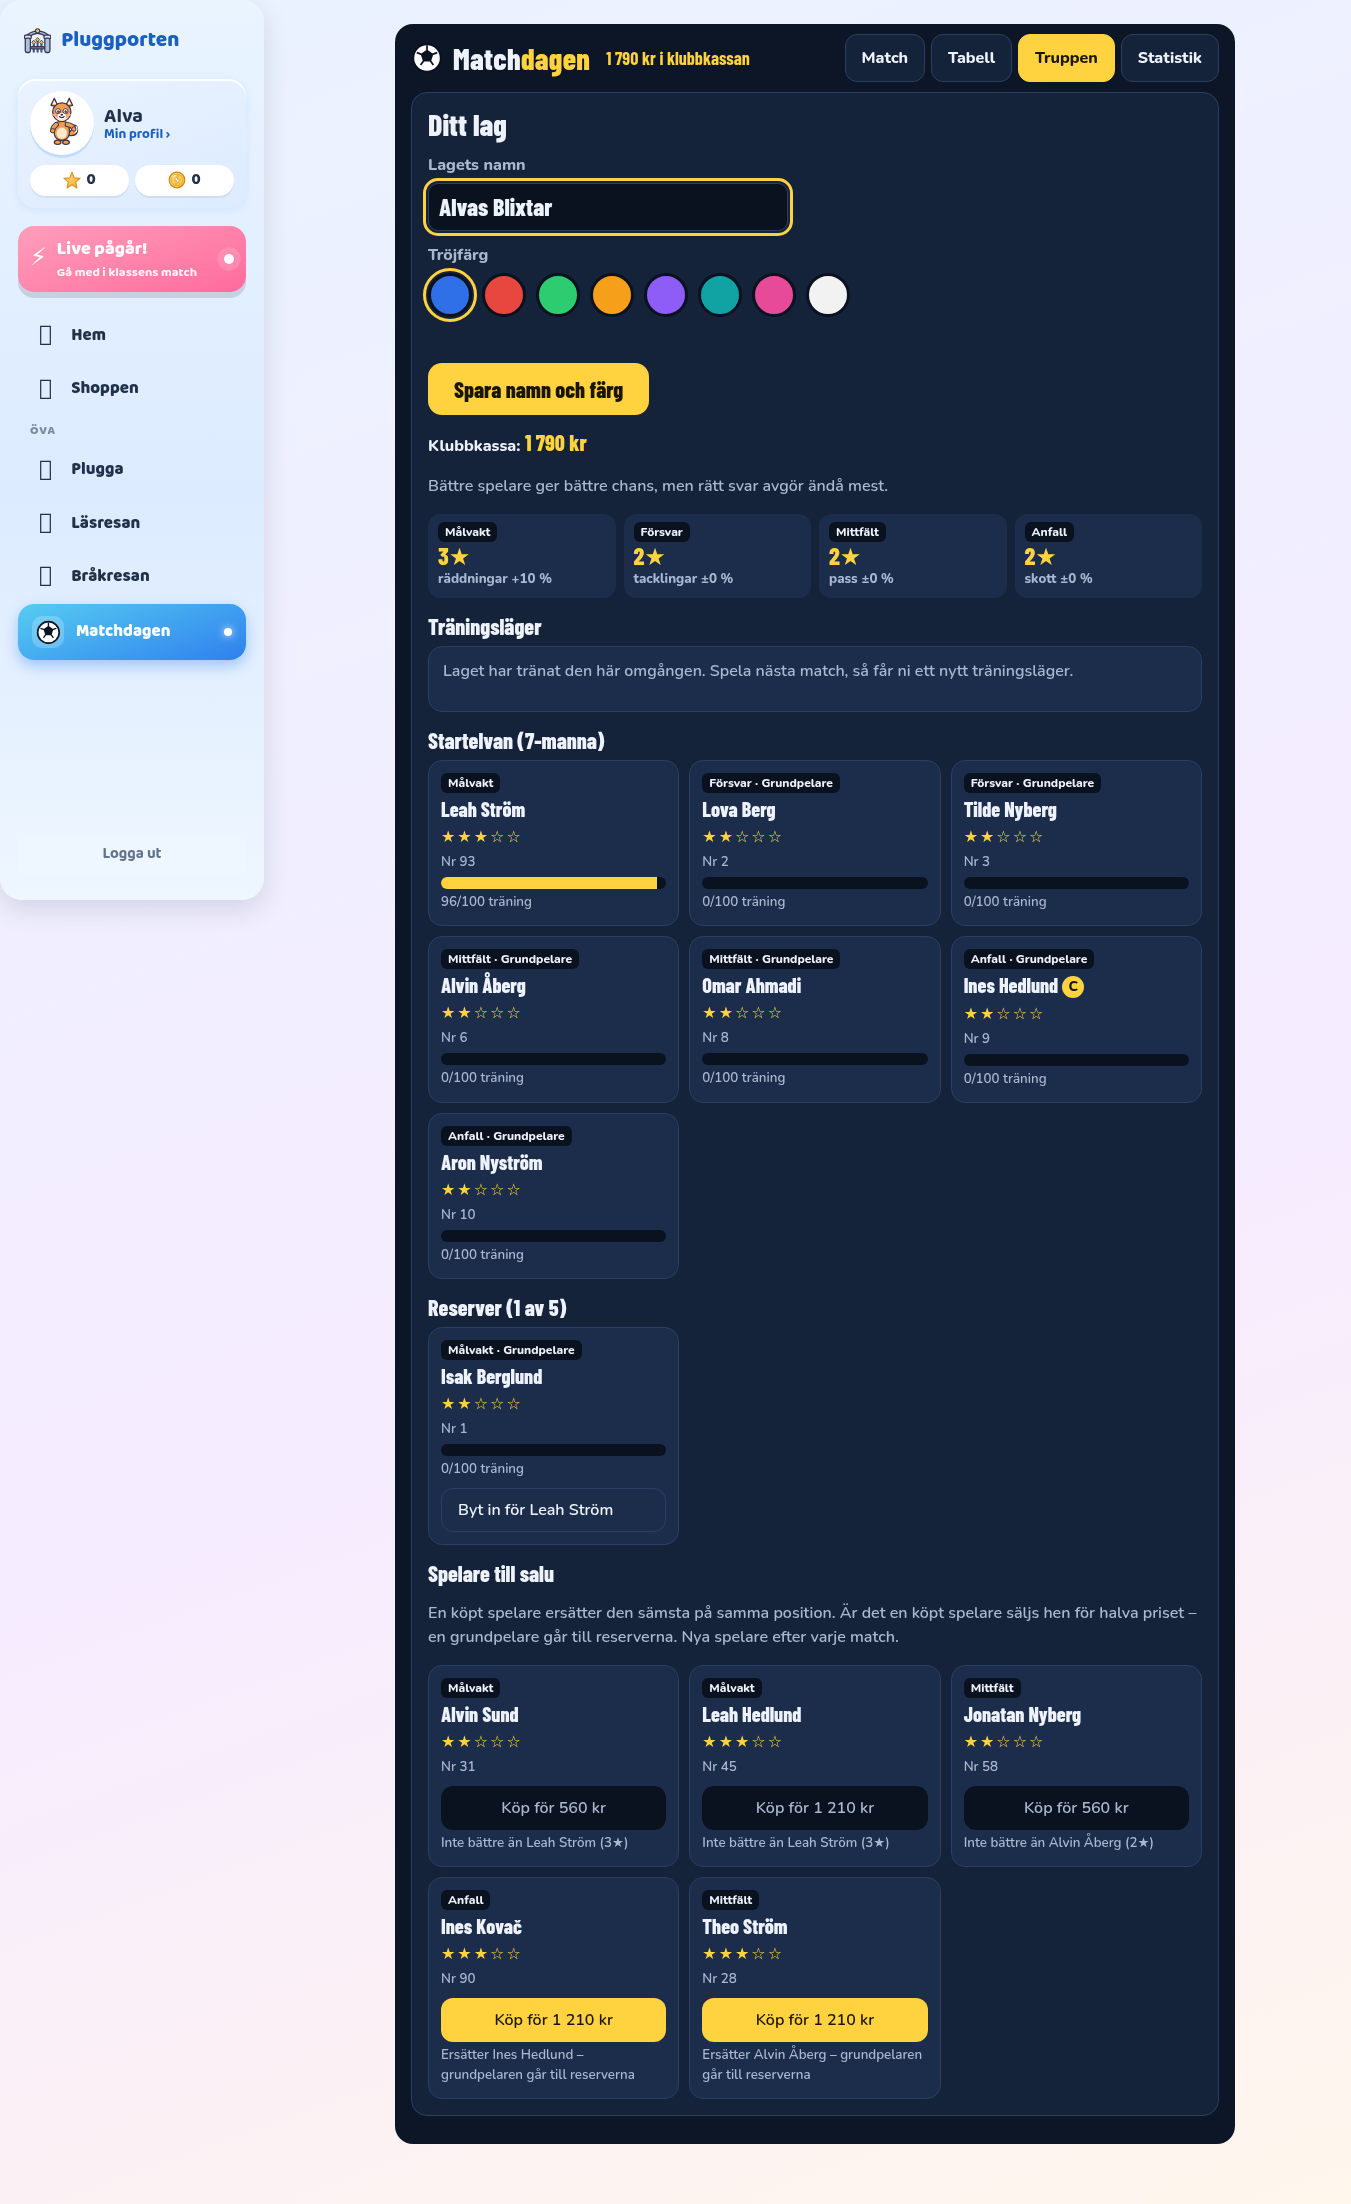 Pluggporten
Alva
Min profil ›
0
0
Live pågår!
Gå med i klassens match
Hem
Shoppen
ÖVA
Plugga
Läsresan
Bråkresan
Matchdagen
Logga ut
Matchdagen
1 790 kr i klubbkassan
Match
Tabell
Truppen
Statistik
Ditt lag
Lagets namn
Alvas Blixtar
Tröjfärg
Spara namn och färg
Klubbkassa: 1 790 kr
Bättre spelare ger bättre chans, men rätt svar avgör ändå mest.
Målvakt
3★
räddningar +10 %
Försvar
2★
tacklingar ±0 %
Mittfält
2★
pass ±0 %
Anfall
2★
skott ±0 %
Träningsläger
Laget har tränat den här omgången. Spela nästa match, så får ni ett nytt träningsläger.
Startelvan (7-manna)
Målvakt
Leah Ström
★★★☆☆
Nr 93
96/100 träning
Försvar · Grundpelare
Lova Berg
★★☆☆☆
Nr 2
0/100 träning
Försvar · Grundpelare
Tilde Nyberg
★★☆☆☆
Nr 3
0/100 träning
Mittfält · Grundpelare
Alvin Åberg
★★☆☆☆
Nr 6
0/100 träning
Mittfält · Grundpelare
Omar Ahmadi
★★☆☆☆
Nr 8
0/100 träning
Anfall · Grundpelare
Ines Hedlund C
★★☆☆☆
Nr 9
0/100 träning
Anfall · Grundpelare
Aron Nyström
★★☆☆☆
Nr 10
0/100 träning
Reserver (1 av 5)
Målvakt · Grundpelare
Isak Berglund
★★☆☆☆
Nr 1
0/100 träning
Byt in för Leah Ström
Spelare till salu
En köpt spelare ersätter den sämsta på samma position. Är det en köpt spelare säljs hen för halva priset –
en grundpelare går till reserverna. Nya spelare efter varje match.
Målvakt
Alvin Sund
★★☆☆☆
Nr 31
Köp för 560 kr
Inte bättre än Leah Ström (3★)
Målvakt
Leah Hedlund
★★★☆☆
Nr 45
Köp för 1 210 kr
Inte bättre än Leah Ström (3★)
Mittfält
Jonatan Nyberg
★★☆☆☆
Nr 58
Köp för 560 kr
Inte bättre än Alvin Åberg (2★)
Anfall
Ines Kovač
★★★☆☆
Nr 90
Köp för 1 210 kr
Ersätter Ines Hedlund –
grundpelaren går till reserverna
Mittfält
Theo Ström
★★★☆☆
Nr 28
Köp för 1 210 kr
Ersätter Alvin Åberg – grundpelaren
går till reserverna